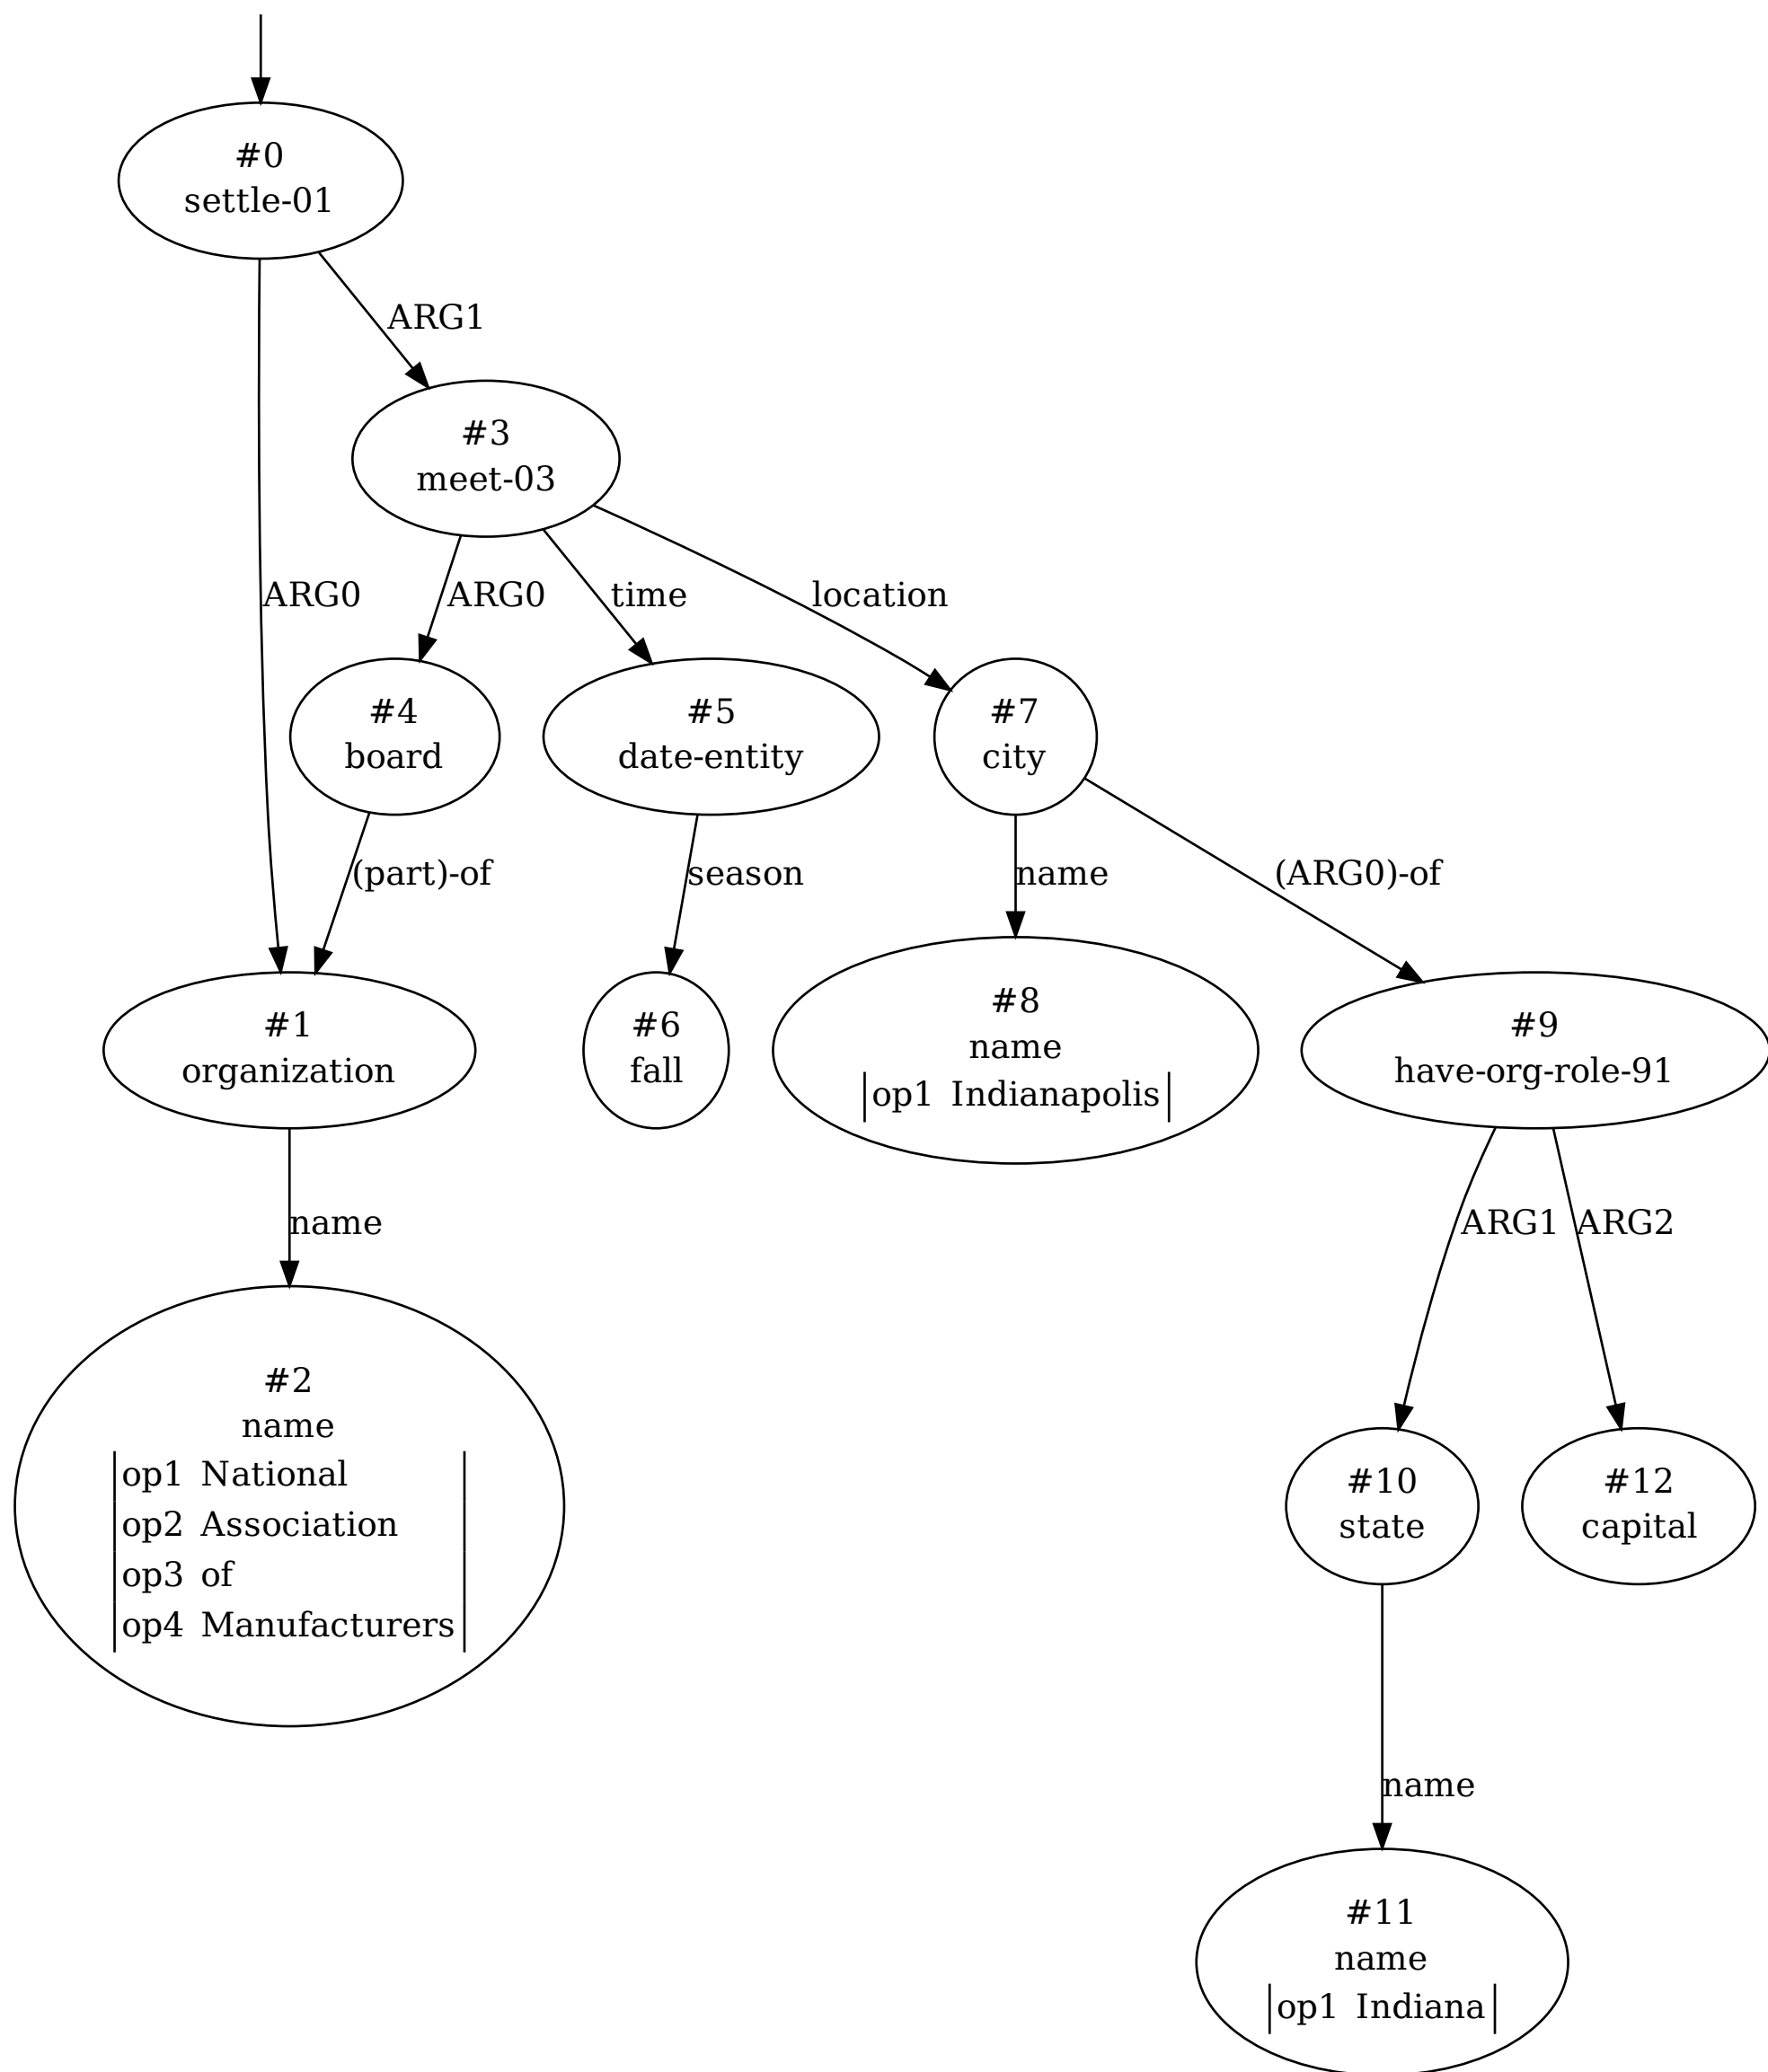 #0
settle-01
ARG1
#3
meet-03
ARG0
ARG0
time
location
#4
board
#5
date-entity
#7
city
(part)-of
season
name
(ARG0)-of
#1
organization
#6
fall
#8
name
op1 Indianapolis
#9
have-org-role-91
name
ARG1
ARG2
#2
name
op1 National
op2 Association
op3 of
op4 Manufacturers
#10
state
#12
capital
name
#11
name
op1 Indiana